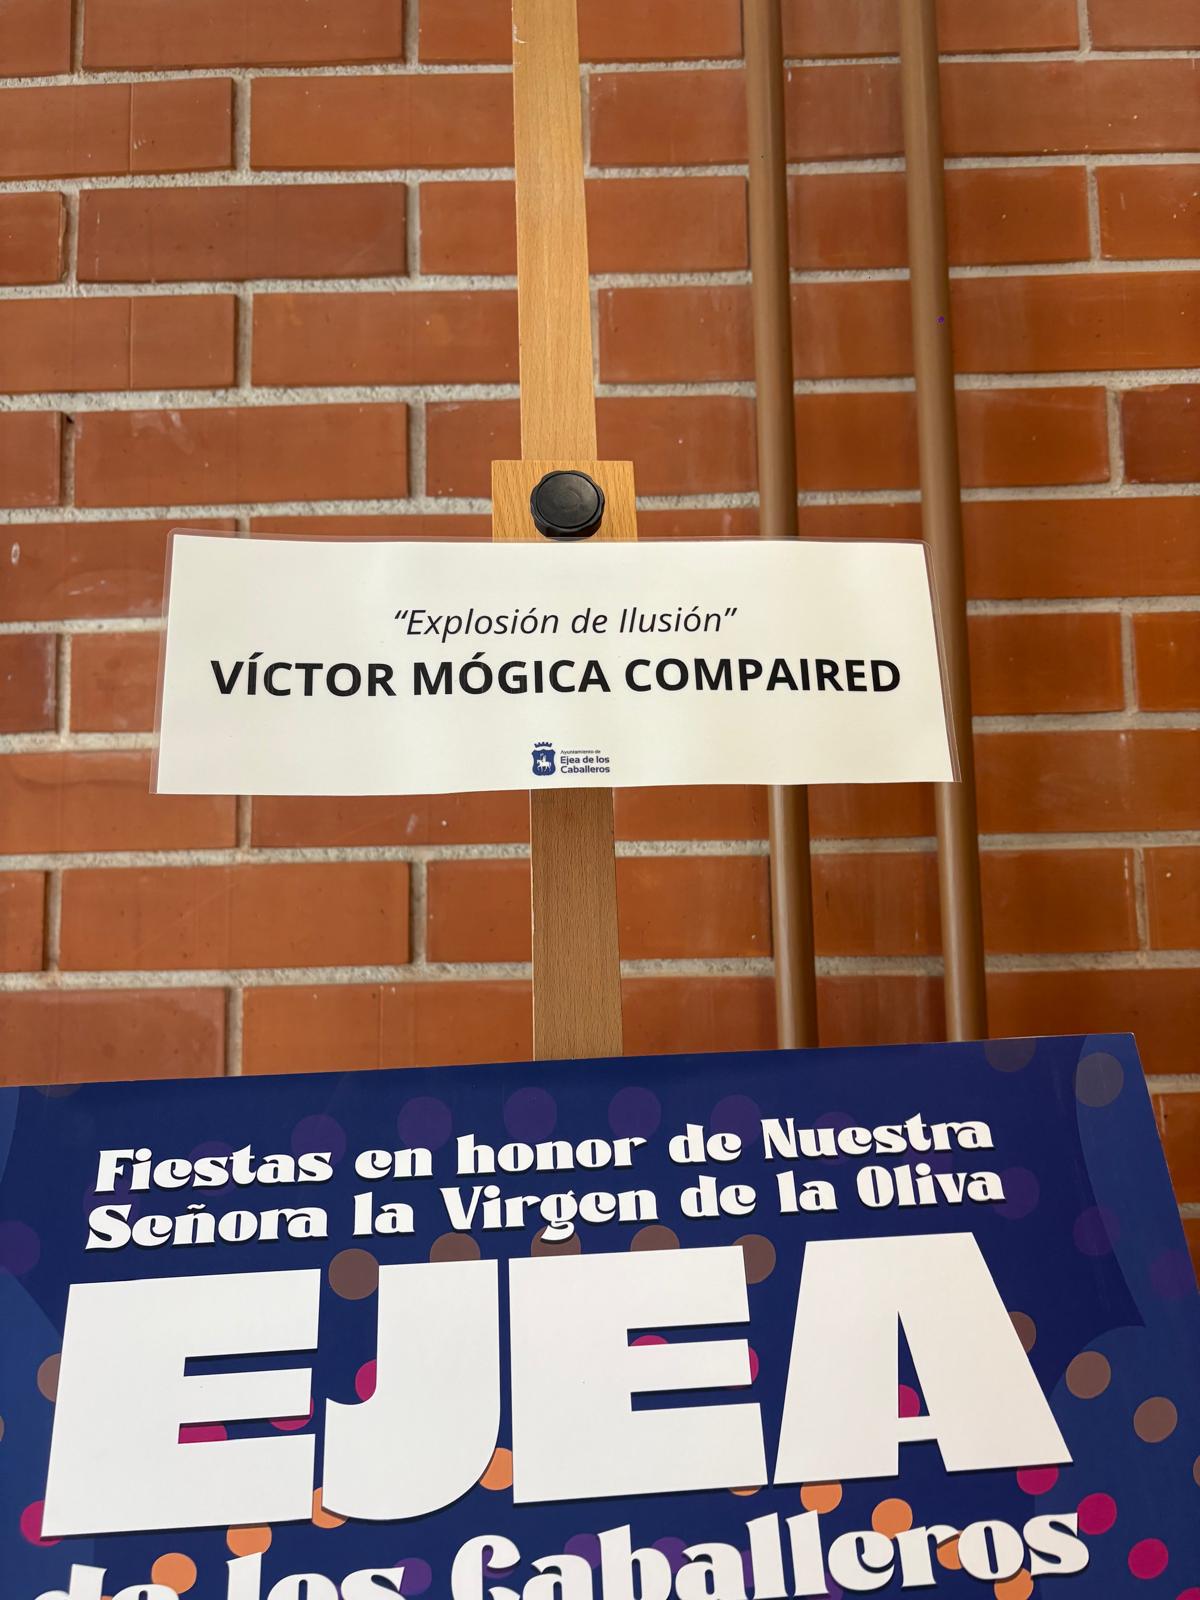 “Explosión de Ilusión”
VÍCTOR MÓGICA COMPAIRED
Ayuntamiento de
Ejea de los
Caballeros
Fiestas en honor de Nuestra
Señora la Virgen de la Oliva
EJEA
de los Caballeros